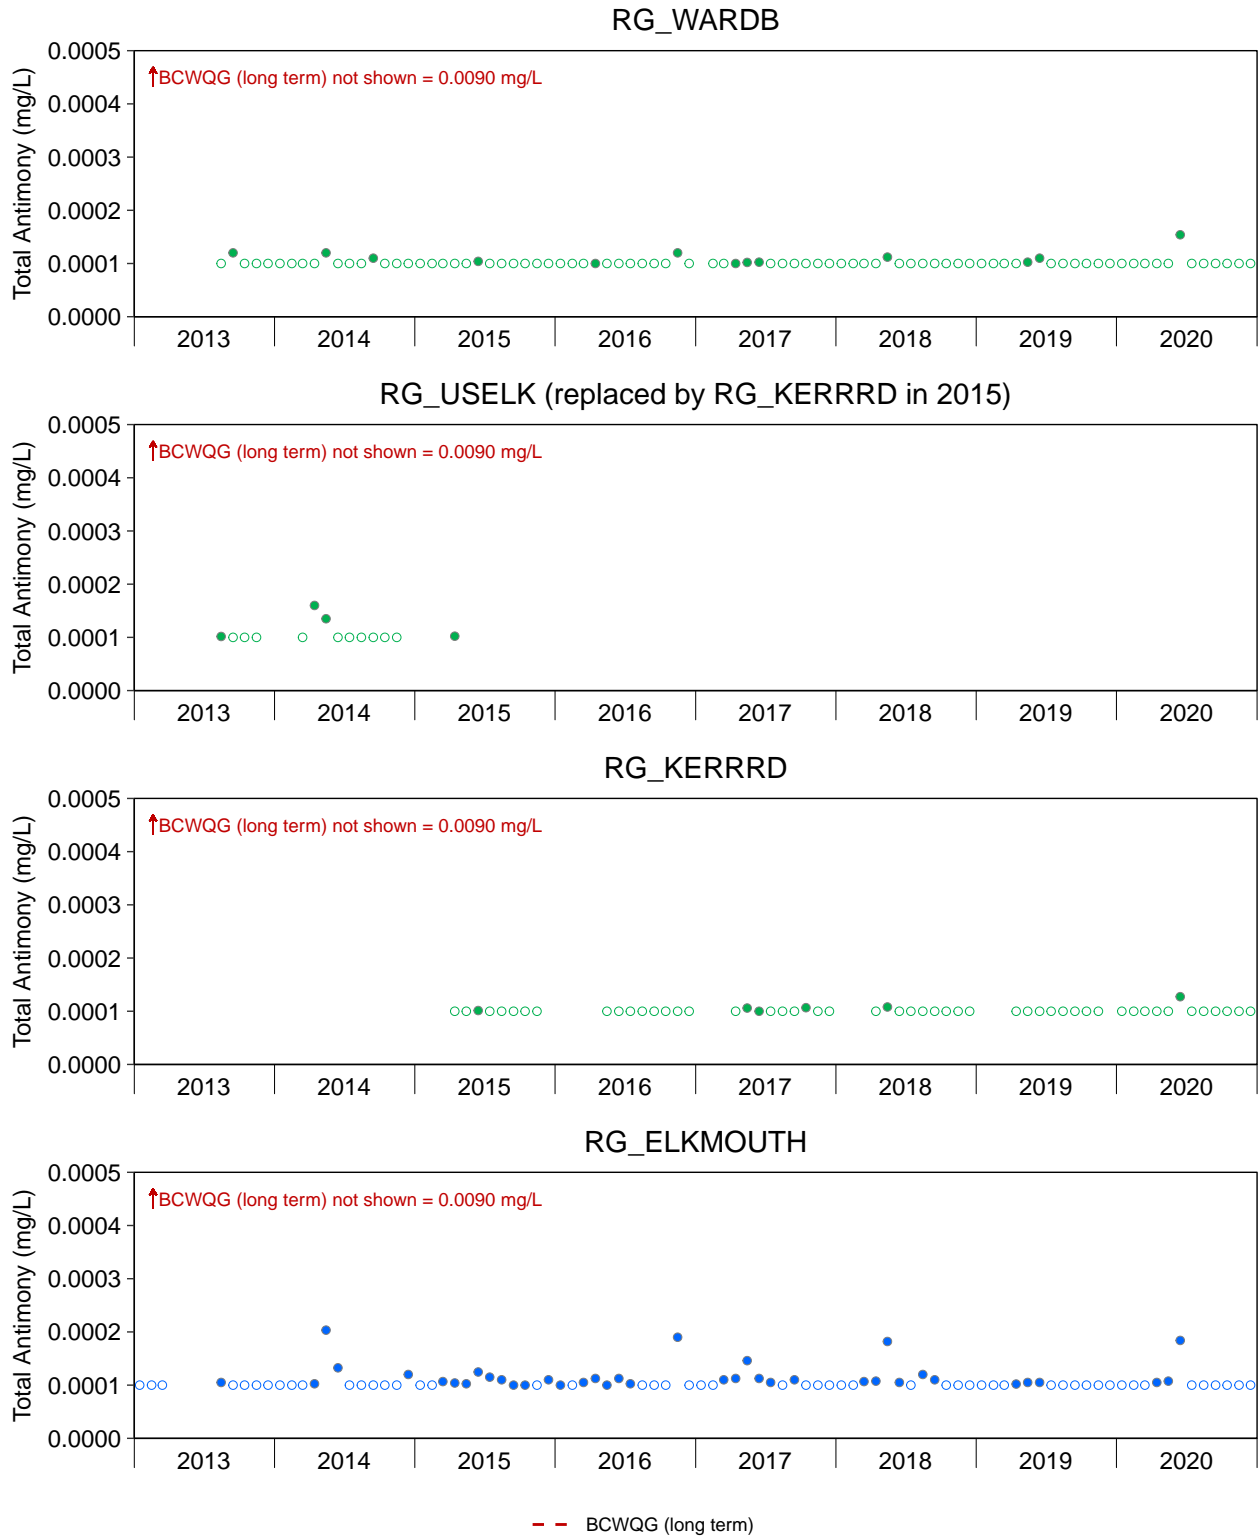 RG_WARDB
Total Antimony (mg/L)
0.0005
0.0004
0.0003
0.0002
0.0001
0.0000
BCWQG (long term) not shown = 0.0090 mg/L
2013 2014 2015 2016 2017 2018 2019 2020
RG_USELK (replaced by RG_KERRRD in 2015)
Total Antimony (mg/L)
0.0005
0.0004
0.0003
0.0002
0.0001
0.0000
BCWQG (long term) not shown = 0.0090 mg/L
2013 2014 2015 2016 2017 2018 2019 2020
RG_KERRRD
Total Antimony (mg/L)
0.0005
0.0004
0.0003
0.0002
0.0001
0.0000
BCWQG (long term) not shown = 0.0090 mg/L
2013 2014 2015 2016 2017 2018 2019 2020
RG_ELKMOUTH
Total Antimony (mg/L)
0.0005
0.0004
0.0003
0.0002
0.0001
0.0000
BCWQG (long term) not shown = 0.0090 mg/L
2013 2014 2015 2016 2017 2018 2019 2020
BCWQG (long term)